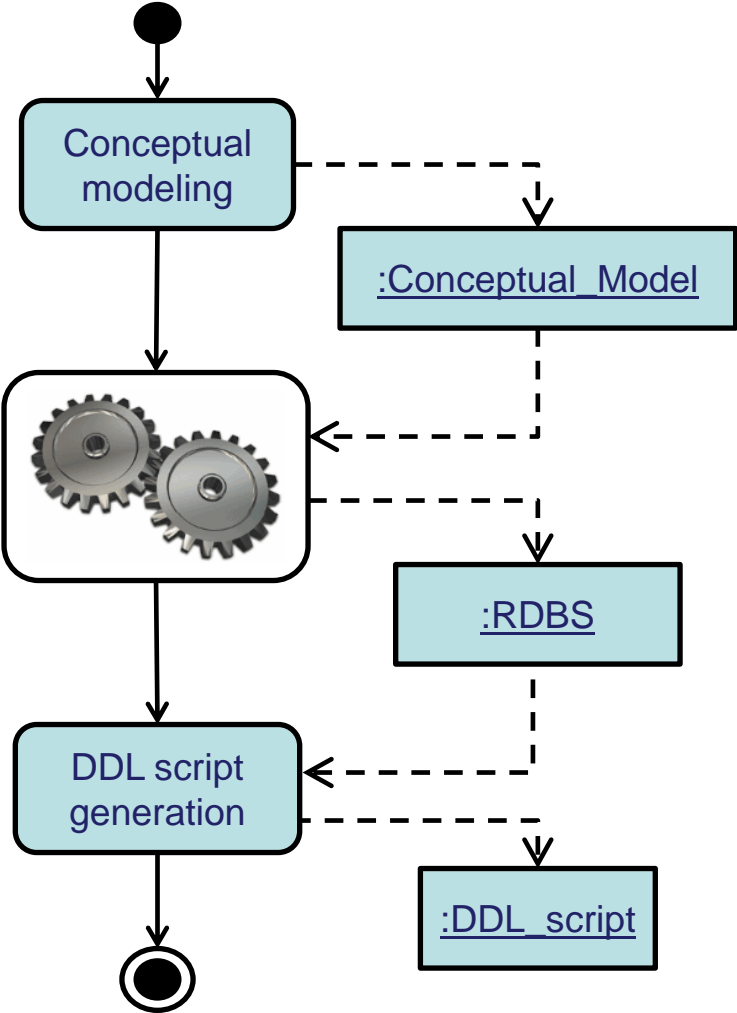 Conceptual
modeling
:Conceptual_Model
:RDBS
DDL script
generation
:DDL_script